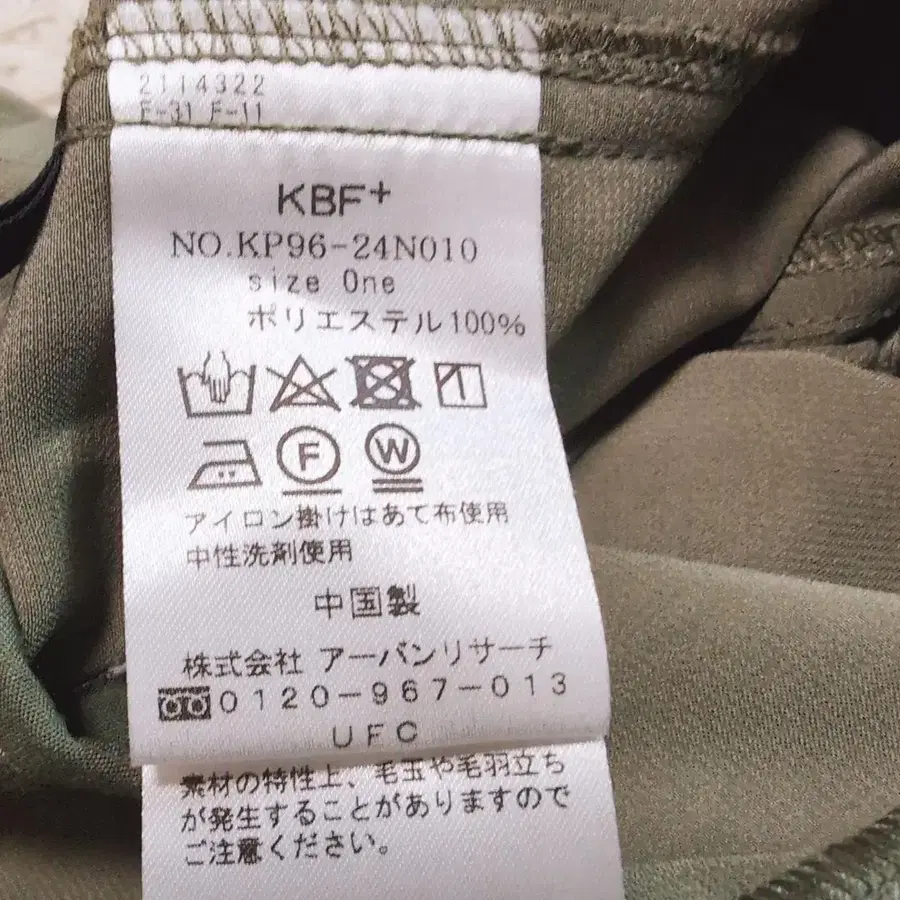 2114322
F-31 F-11
KBF+
NO.KP96-24N010
size One
ポリエステル100%
F W
アイロン掛けはあて布使用
中性洗剤使用
中国製
株式会社 アーバンリサーチ
0120-967-013
UFC
素材の特性上、毛玉や毛羽立ち
が発生することがありますので
ご注意ください。